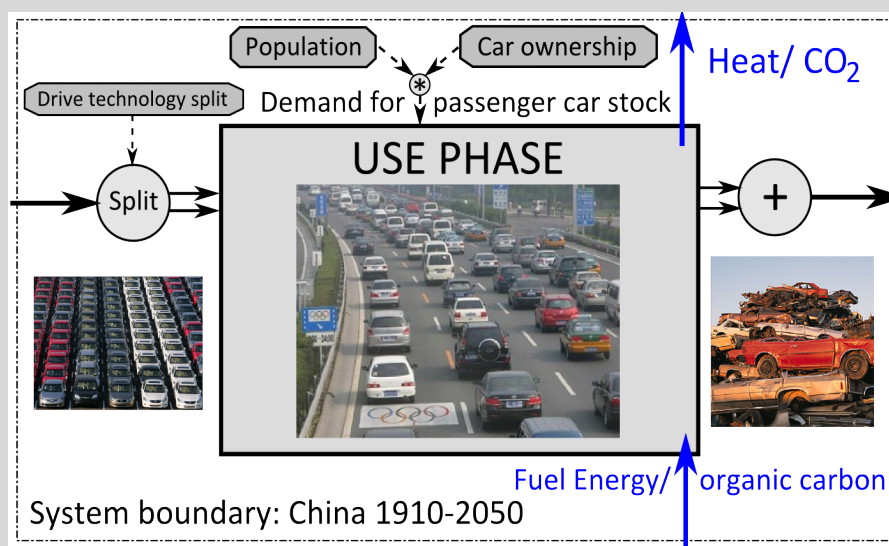 Population
Car ownership
Heat/ CO₂
Drive technology split
*
Demand for passenger car stock
USE PHASE
Split
+
Fuel Energy/ organic carbon
System boundary: China 1910-2050